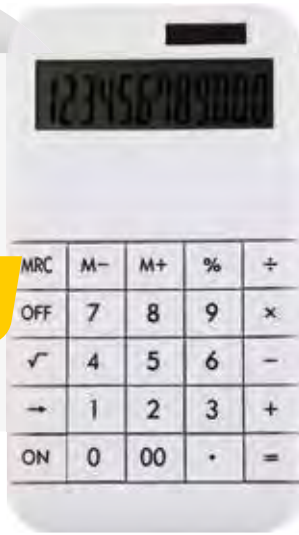 123456789000
MRC M− M+ % ÷
OFF 7 8 9 ×
√ 4 5 6 −
→ 1 2 3 +
ON 0 00 · =